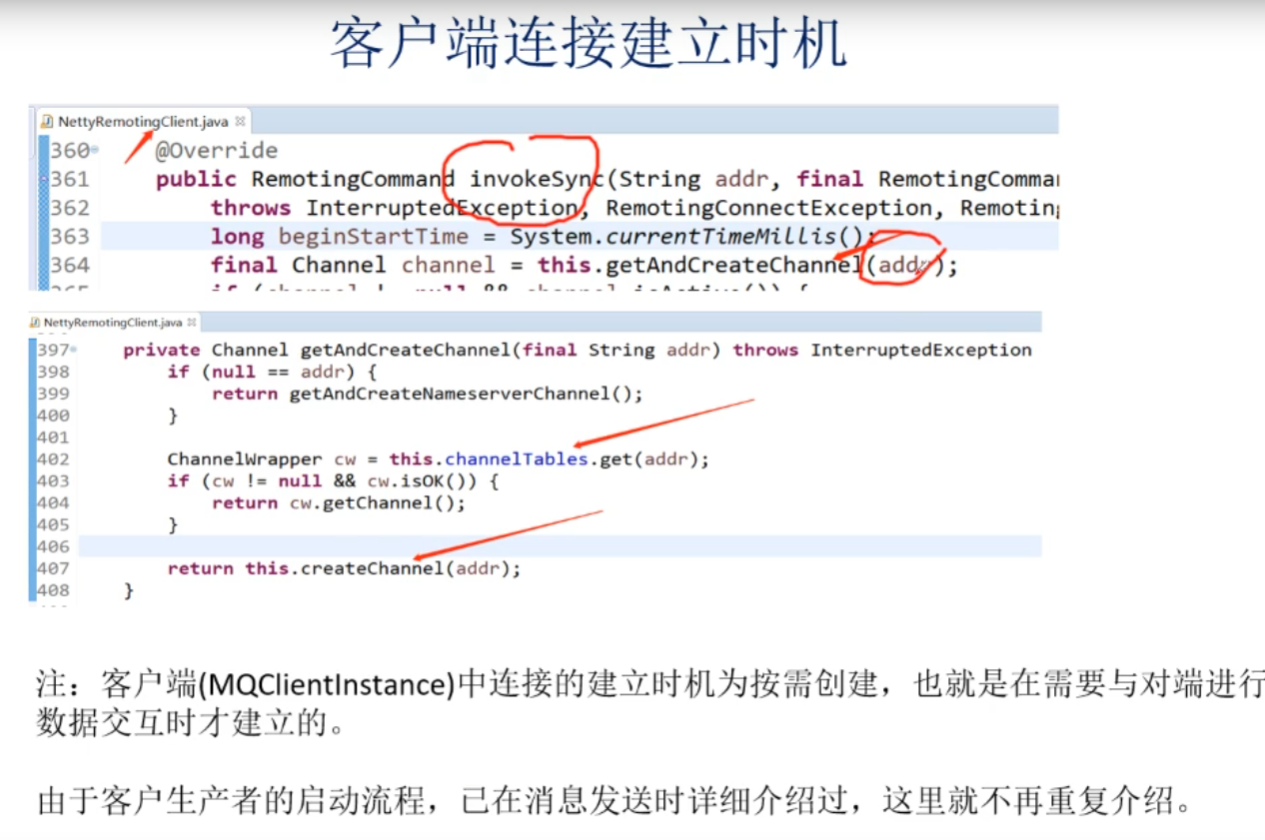 客户端连接建立时机
NettyRemotingClient.java
360 @Override
361 public RemotingCommand invokeSync(String addr, final RemotingComman
362 throws InterruptedException, RemotingConnectException, Remoting
363 long beginStartTime = System.currentTimeMillis();
364 final Channel channel = this.getAndCreateChannel(addr);
NettyRemotingClient.java
397 private Channel getAndCreateChannel(final String addr) throws InterruptedException
398 if (null == addr) {
399 return getAndCreateNameserverChannel();
400 }
401
402 ChannelWrapper cw = this.channelTables.get(addr);
403 if (cw != null && cw.isOK()) {
404 return cw.getChannel();
405 }
406
407 return this.createChannel(addr);
408 }
注：客户端(MQClientInstance)中连接的建立时机为按需创建，也就是在需要与对端进行
数据交互时才建立的。
由于客户生产者的启动流程，已在消息发送时详细介绍过，这里就不再重复介绍。